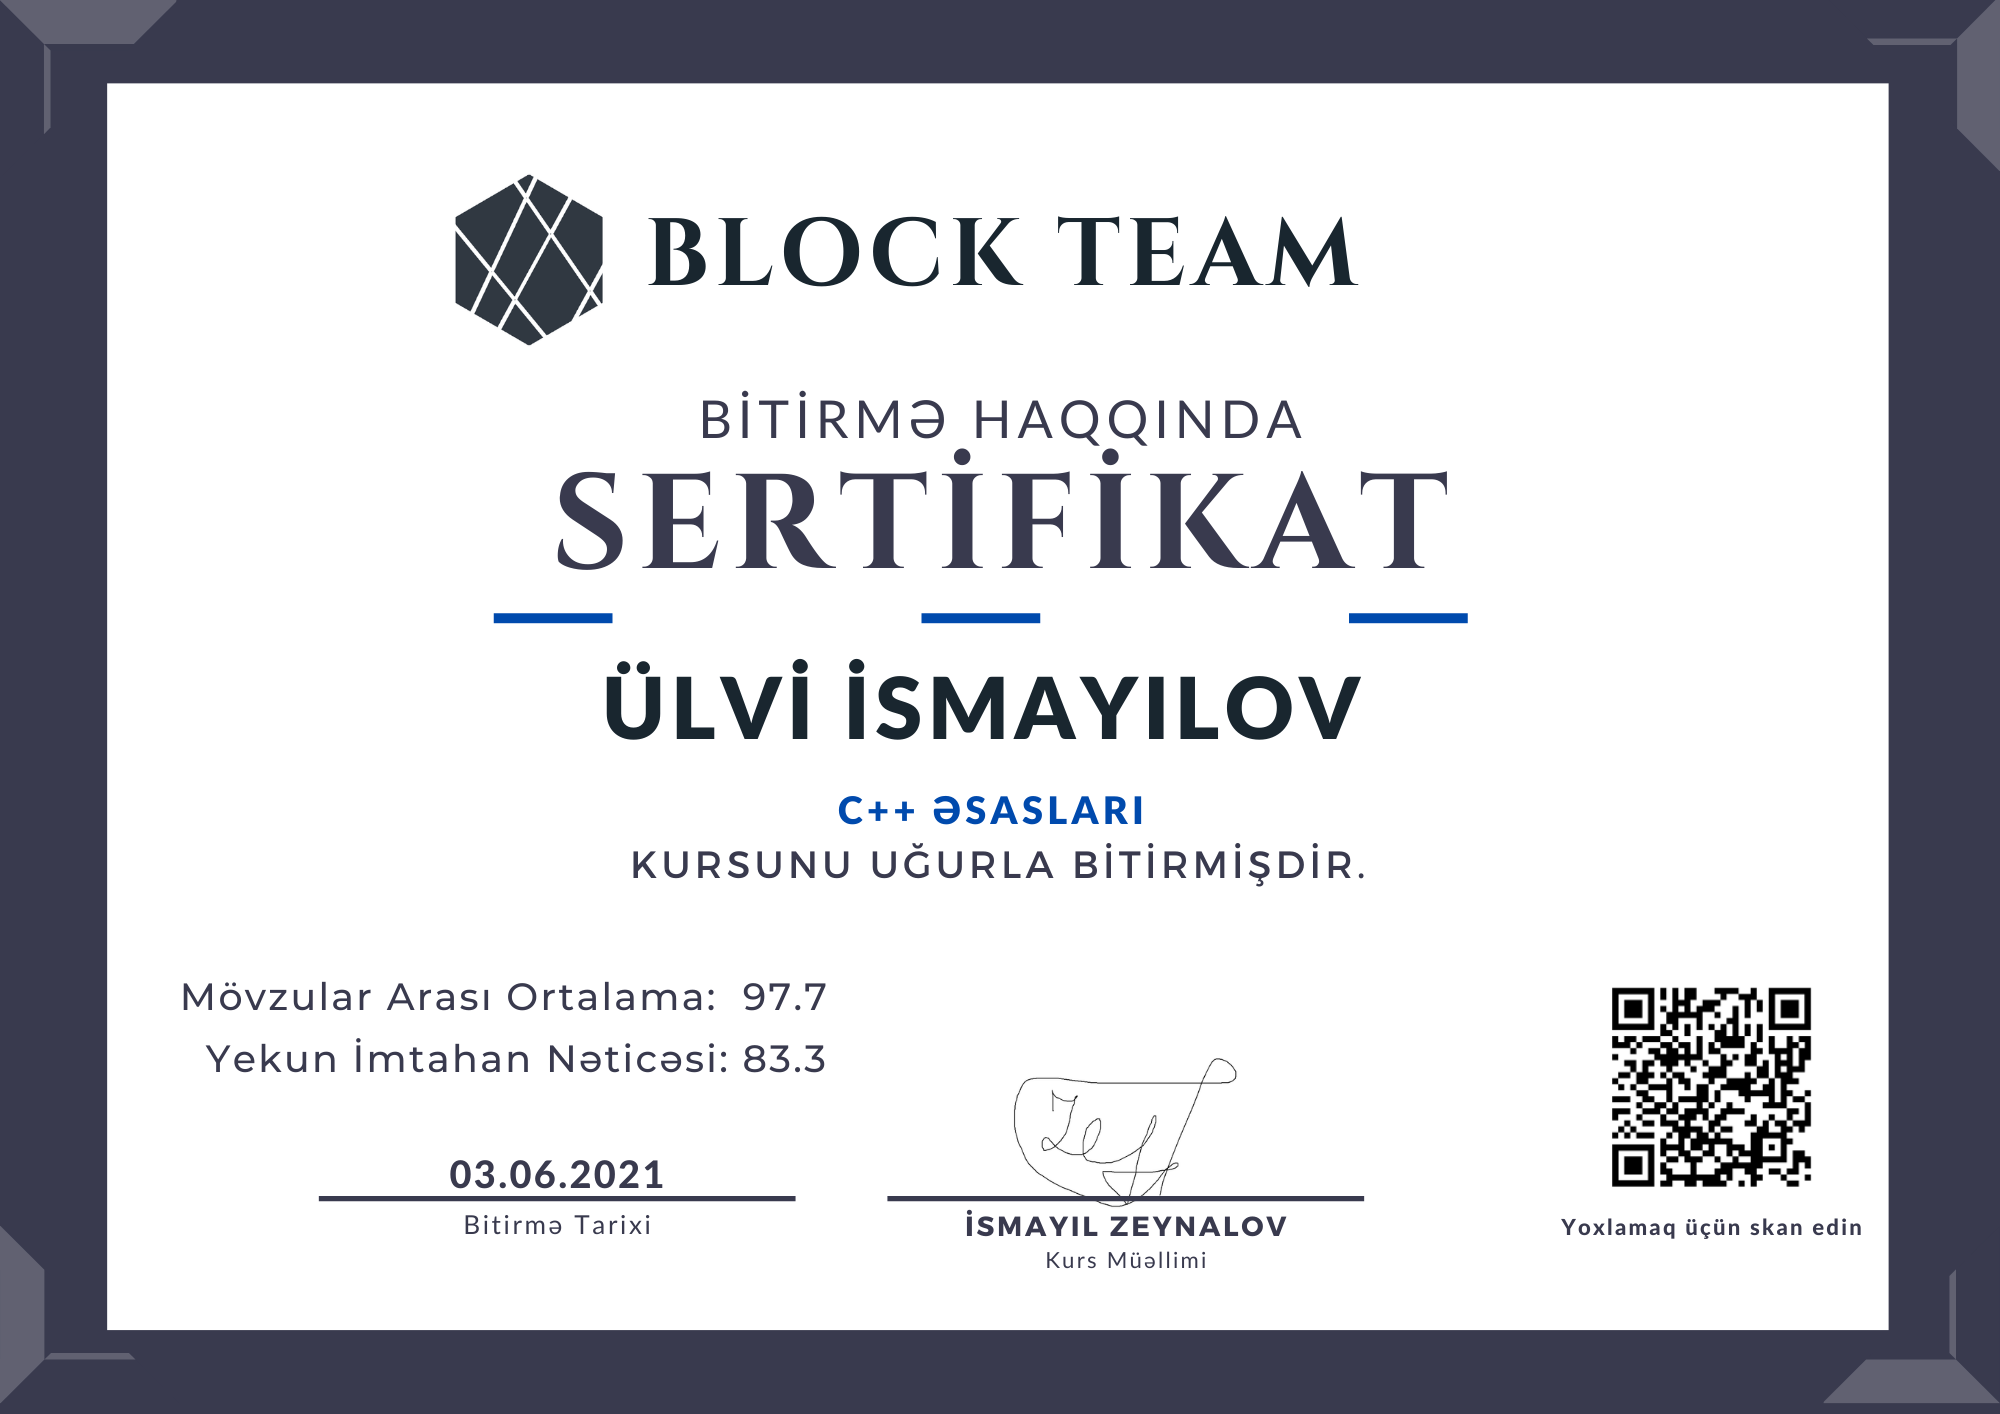 BLOCK TEAM
BİTİRMƏ HAQQINDA
SERTİFİKAT
ÜLVİ İSMAYILOV
C++ ƏSASLARI
KURSUNU UĞURLA BİTİRMİŞDİR.
Mövzular Arası Ortalama: 97.7
Yekun İmtahan Nəticəsi: 83.3
03.06.2021
Bitirmə Tarixi
İSMAYIL ZEYNALOV
Kurs Müəllimi
Yoxlamaq üçün skan edin